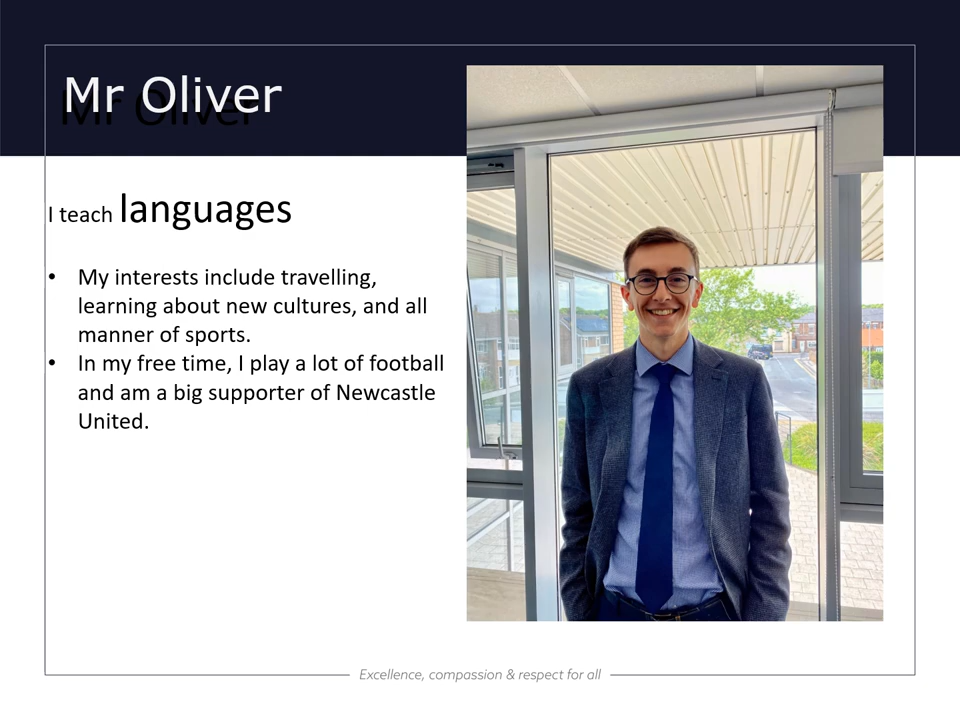 Mr Oliver
I teach languages
• My interests include travelling,
learning about new cultures, and all
manner of sports.
• In my free time, I play a lot of football
and am a big supporter of Newcastle
United.
Excellence, compassion & respect for all